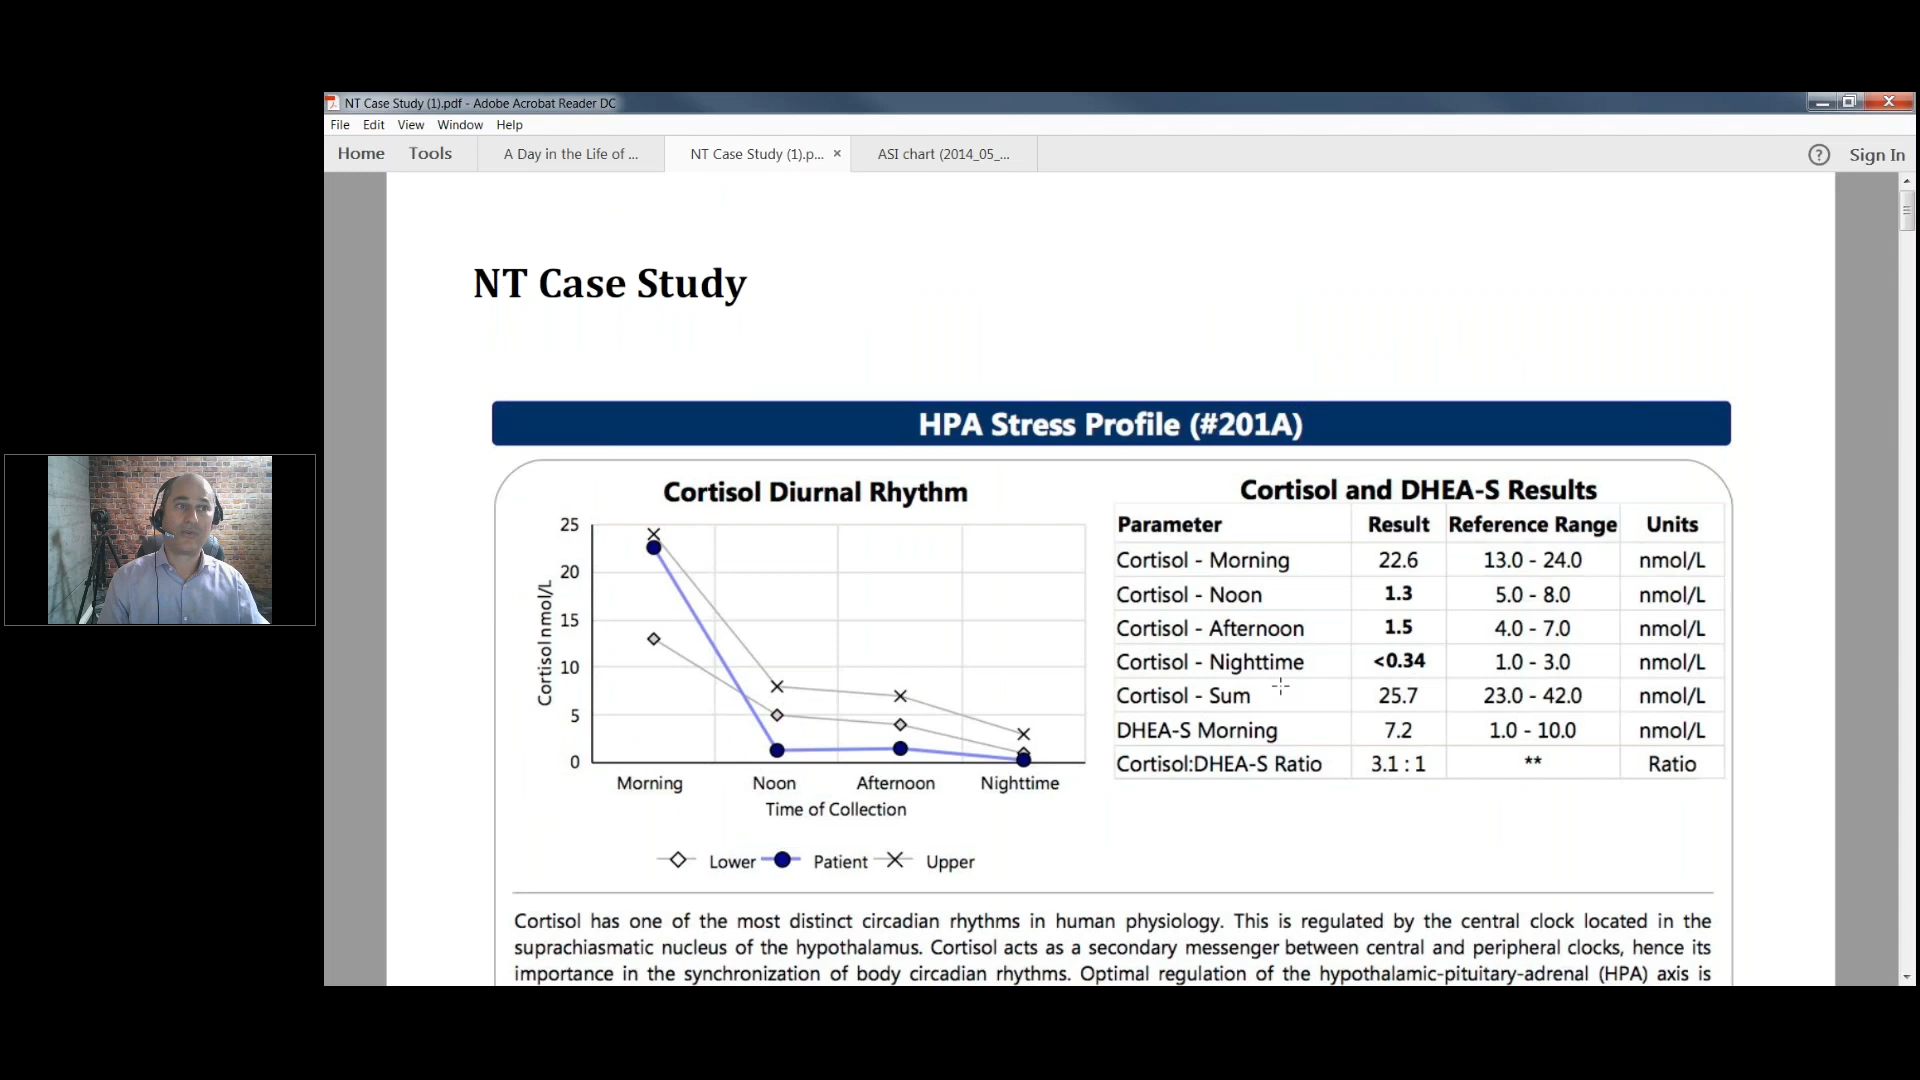 NT Case Study (1).pdf - Adobe Acrobat Reader DC
File Edit View Window Help
Home Tools A Day in the Life of ... NT Case Study (1).p... × ASI chart (2014_05_... ? Sign In
NT Case Study
HPA Stress Profile (#201A)
Cortisol Diurnal Rhythm
25
20
15
10
5
0
Cortisol nmol/L
Morning Noon Afternoon Nighttime
Time of Collection
Lower Patient Upper
Cortisol and DHEA-S Results
Parameter Result Reference Range Units
Cortisol - Morning 22.6 13.0 - 24.0 nmol/L
Cortisol - Noon 1.3 5.0 - 8.0 nmol/L
Cortisol - Afternoon 1.5 4.0 - 7.0 nmol/L
Cortisol - Nighttime <0.34 1.0 - 3.0 nmol/L
Cortisol - Sum 25.7 23.0 - 42.0 nmol/L
DHEA-S Morning 7.2 1.0 - 10.0 nmol/L
Cortisol:DHEA-S Ratio 3.1 : 1 ** Ratio
Cortisol has one of the most distinct circadian rhythms in human physiology. This is regulated by the central clock located in the
suprachiasmatic nucleus of the hypothalamus. Cortisol acts as a secondary messenger between central and peripheral clocks, hence its
importance in the synchronization of body circadian rhythms. Optimal regulation of the hypothalamic-pituitary-adrenal (HPA) axis is